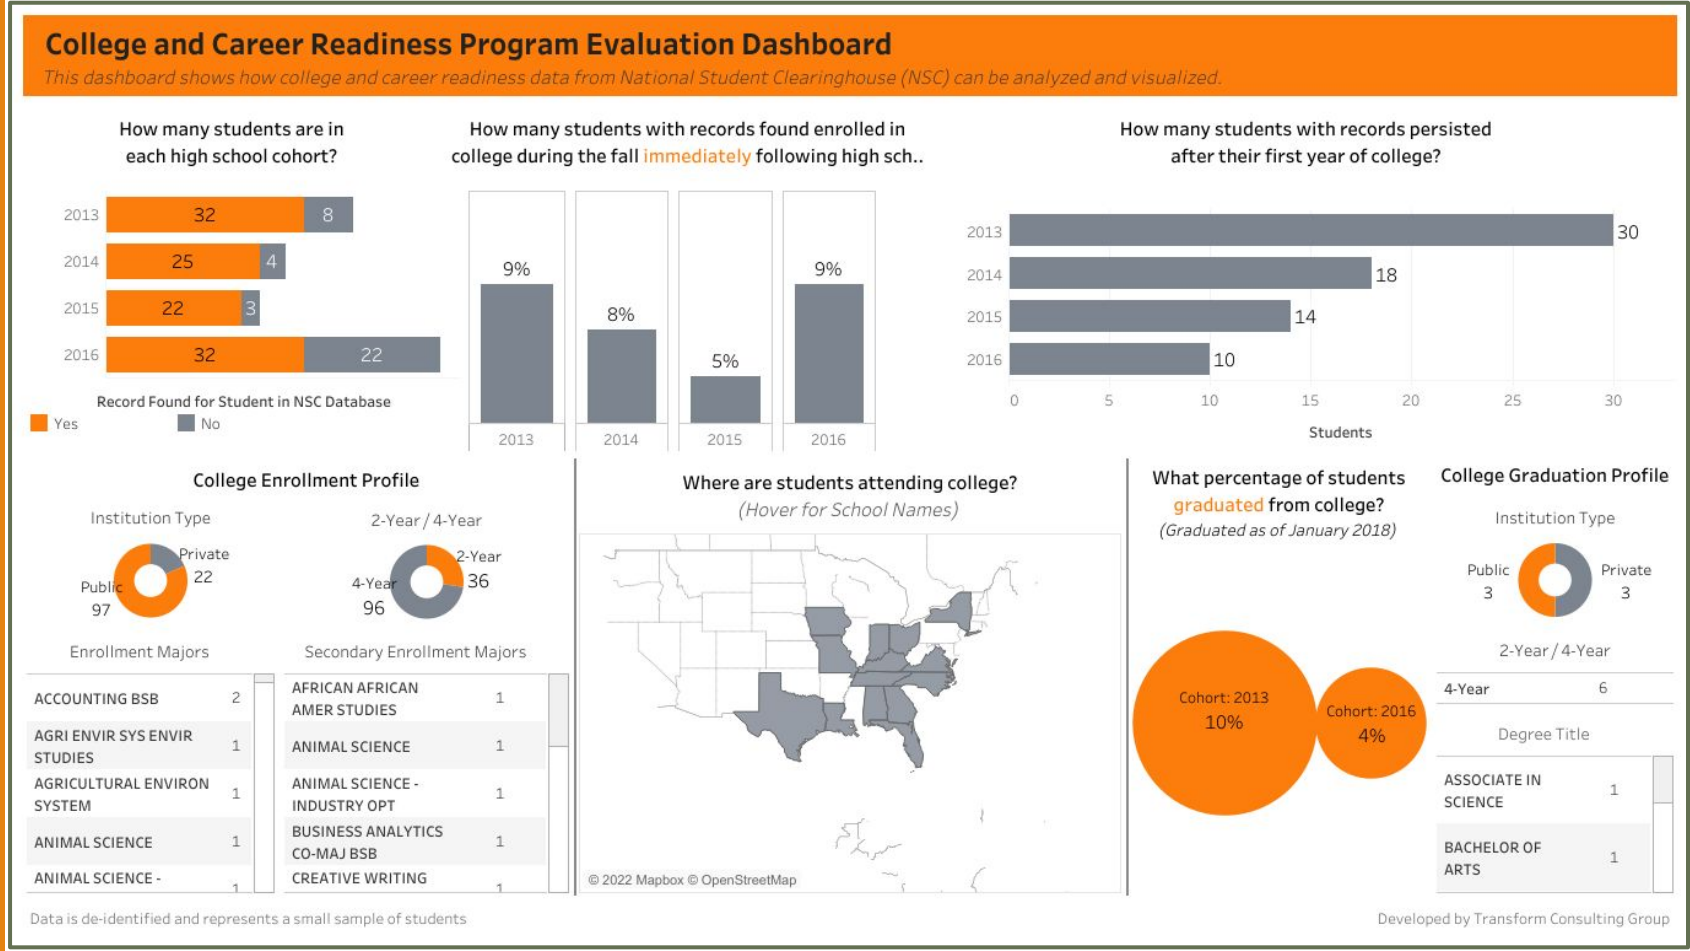 College and Career Readiness Program Evaluation Dashboard
This dashboard shows how college and career readiness data from National Student Clearinghouse (NSC) can be analyzed and visualized.
How many students are in
each high school cohort?
2013 32 8
2014 25 4
2015 22 3
2016 32 22
Record Found for Student in NSC Database
Yes No
How many students with records found enrolled in
college during the fall immediately following high sch..
9% 8% 5% 9%
2013 2014 2015 2016
How many students with records persisted
after their first year of college?
2013 30
2014 18
2015 14
2016 10
0 5 10 15 20 25 30
Students
College Enrollment Profile
Institution Type
Private
22
Public
97
2-Year / 4-Year
2-Year
36
4-Year
96
Enrollment Majors
ACCOUNTING BSB 2
AGRI ENVIR SYS ENVIR
STUDIES 1
AGRICULTURAL ENVIRON
SYSTEM 1
ANIMAL SCIENCE 1
ANIMAL SCIENCE - 1
Secondary Enrollment Majors
AFRICAN AFRICAN
AMER STUDIES 1
ANIMAL SCIENCE 1
ANIMAL SCIENCE -
INDUSTRY OPT 1
BUSINESS ANALYTICS
CO-MAJ BSB 1
CREATIVE WRITING 1
Where are students attending college?
(Hover for School Names)
© 2022 Mapbox © OpenStreetMap
What percentage of students
graduated from college?
(Graduated as of January 2018)
Cohort: 2013
10%
Cohort: 2016
4%
College Graduation Profile
Institution Type
Public
3
Private
3
2-Year / 4-Year
4-Year 6
Degree Title
ASSOCIATE IN
SCIENCE 1
BACHELOR OF
ARTS 1
Data is de-identified and represents a small sample of students
Developed by Transform Consulting Group